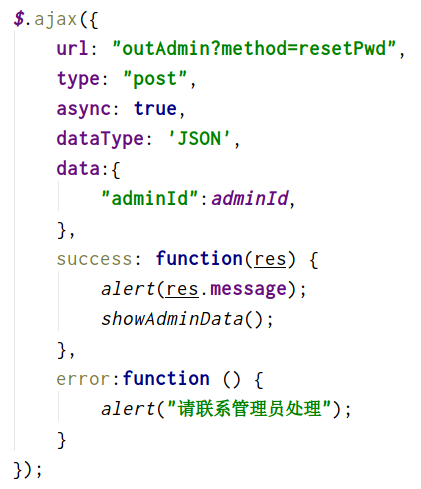 $.ajax({
url: "outAdmin?method=resetPwd",
type: "post",
async: true,
dataType: 'JSON',
data:{
"adminId":adminId,
},
success: function(res) {
alert(res.message);
showAdminData();
},
error:function () {
alert("请联系管理员处理");
}
});